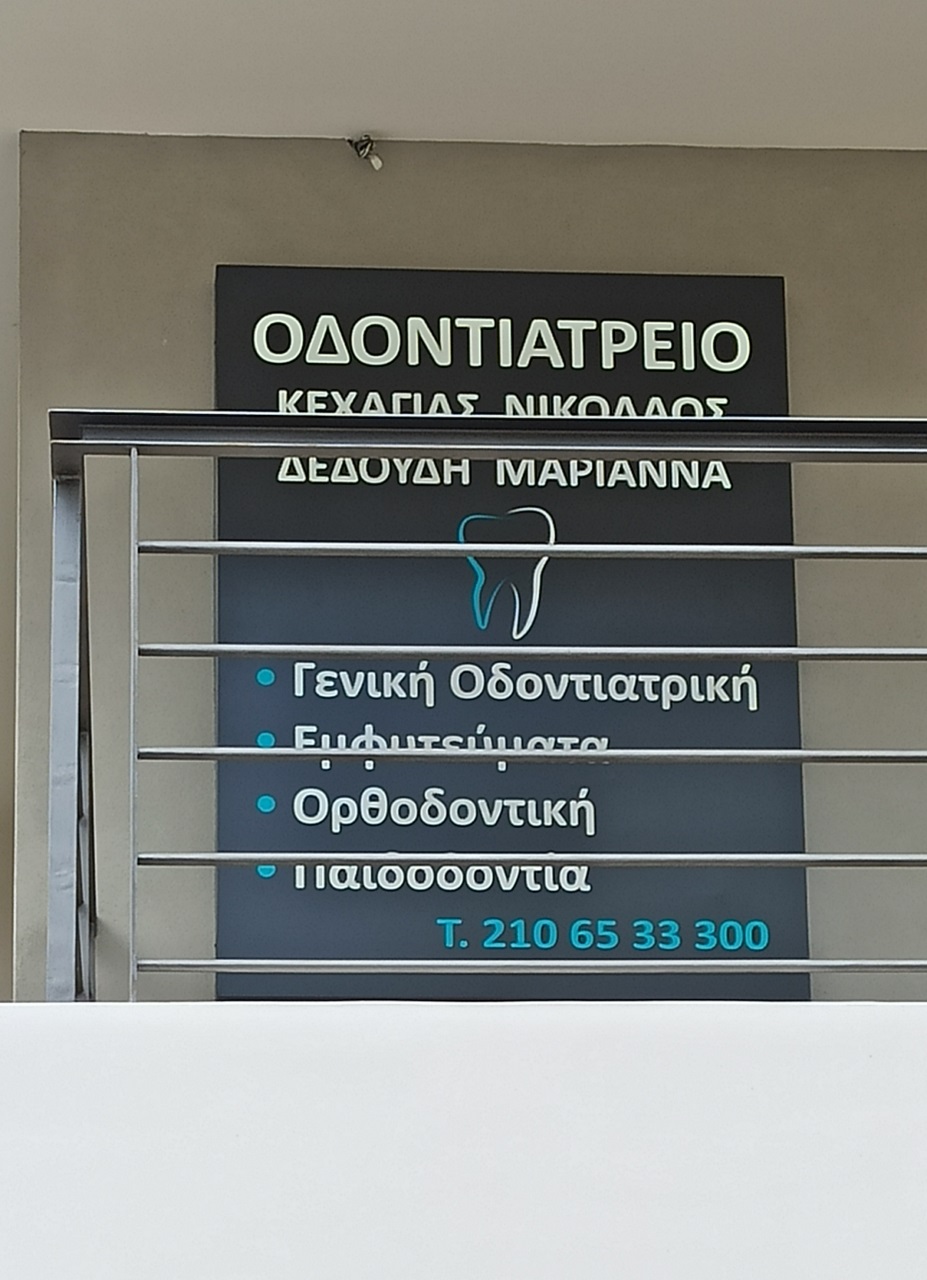 ΟΔΟΝΤΙΑΤΡΕΙΟ
ΚΕΧΑΓΙΑΣ ΝΙΚΟΛΑΟΣ
ΔΕΔΟΥΔΗ ΜΑΡΙΑΝΝΑ
• Γενική Οδοντιατρική
• Εμφυτεύματα
• Ορθοδοντική
• Παιδοδοντία
Τ. 210 65 33 300